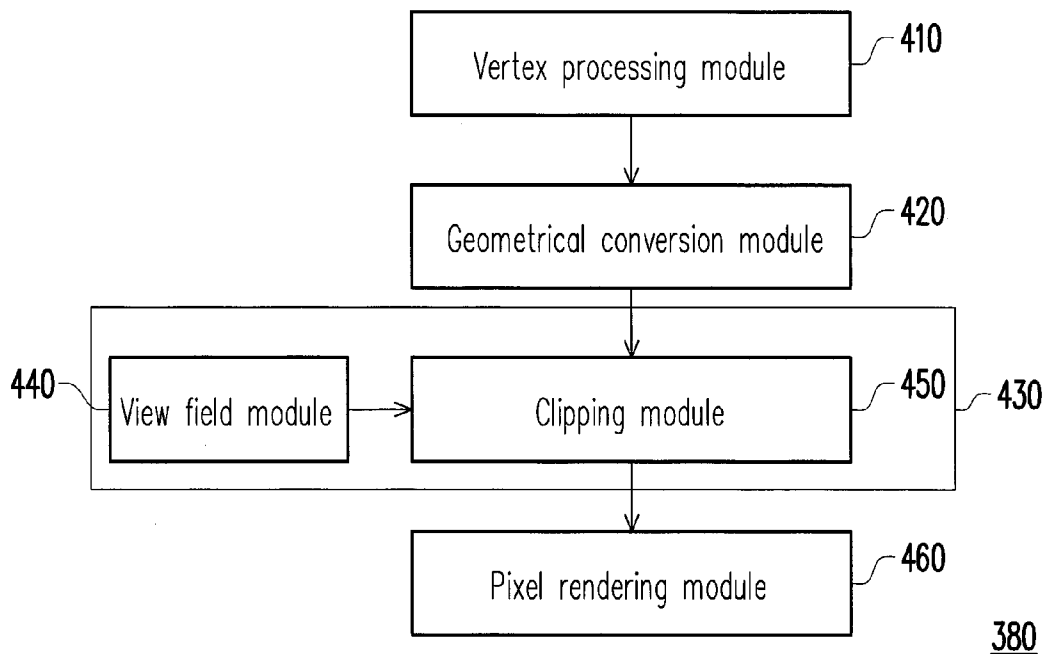 Vertex processing module
410
Geometrical conversion module
420
440
View field module
Clipping module
450
430
Pixel rendering module
460
380